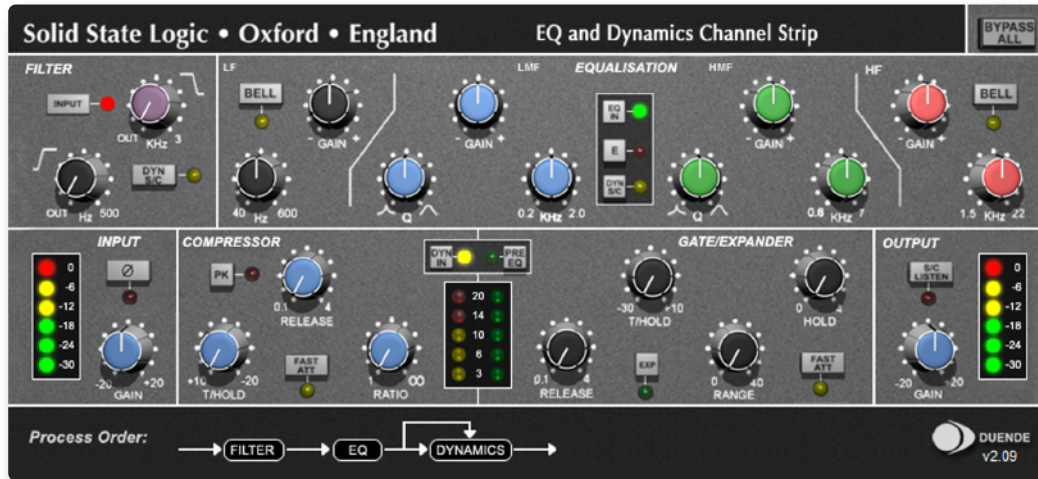 Solid State Logic • Oxford • England
EQ and Dynamics Channel Strip
BYPASS
ALL
FILTER
INPUT
OUT KHz 3
DYN
S/C
OUT Hz 500
LF
BELL
GAIN +
40 Hz 600
LMF
- GAIN +
Q
0.2 KHz 2.0
EQUALISATION
EQ
IN
E
DYN
S/C
HMF
- GAIN +
Q
0.6 KHz 7
HF
- GAIN +
BELL
1.5 KHz 22
INPUT
0
-6
-12
-18
-24
-30
Ø
-20 +20
GAIN
COMPRESSOR
PK
0.1 4
RELEASE
+10 -20
T/HOLD
FAST
ATT
1 ∞
RATIO
DYN
IN
PRE
EQ
20
14
10
6
3
GATE/EXPANDER
-30 +10
T/HOLD
0 4
HOLD
0.1 4
RELEASE
EXP
0 40
RANGE
FAST
ATT
OUTPUT
S/C
LISTEN
-20 +20
GAIN
0
-6
-12
-18
-24
-30
Process Order:
FILTER
EQ
DYNAMICS
DUENDE
v2.09